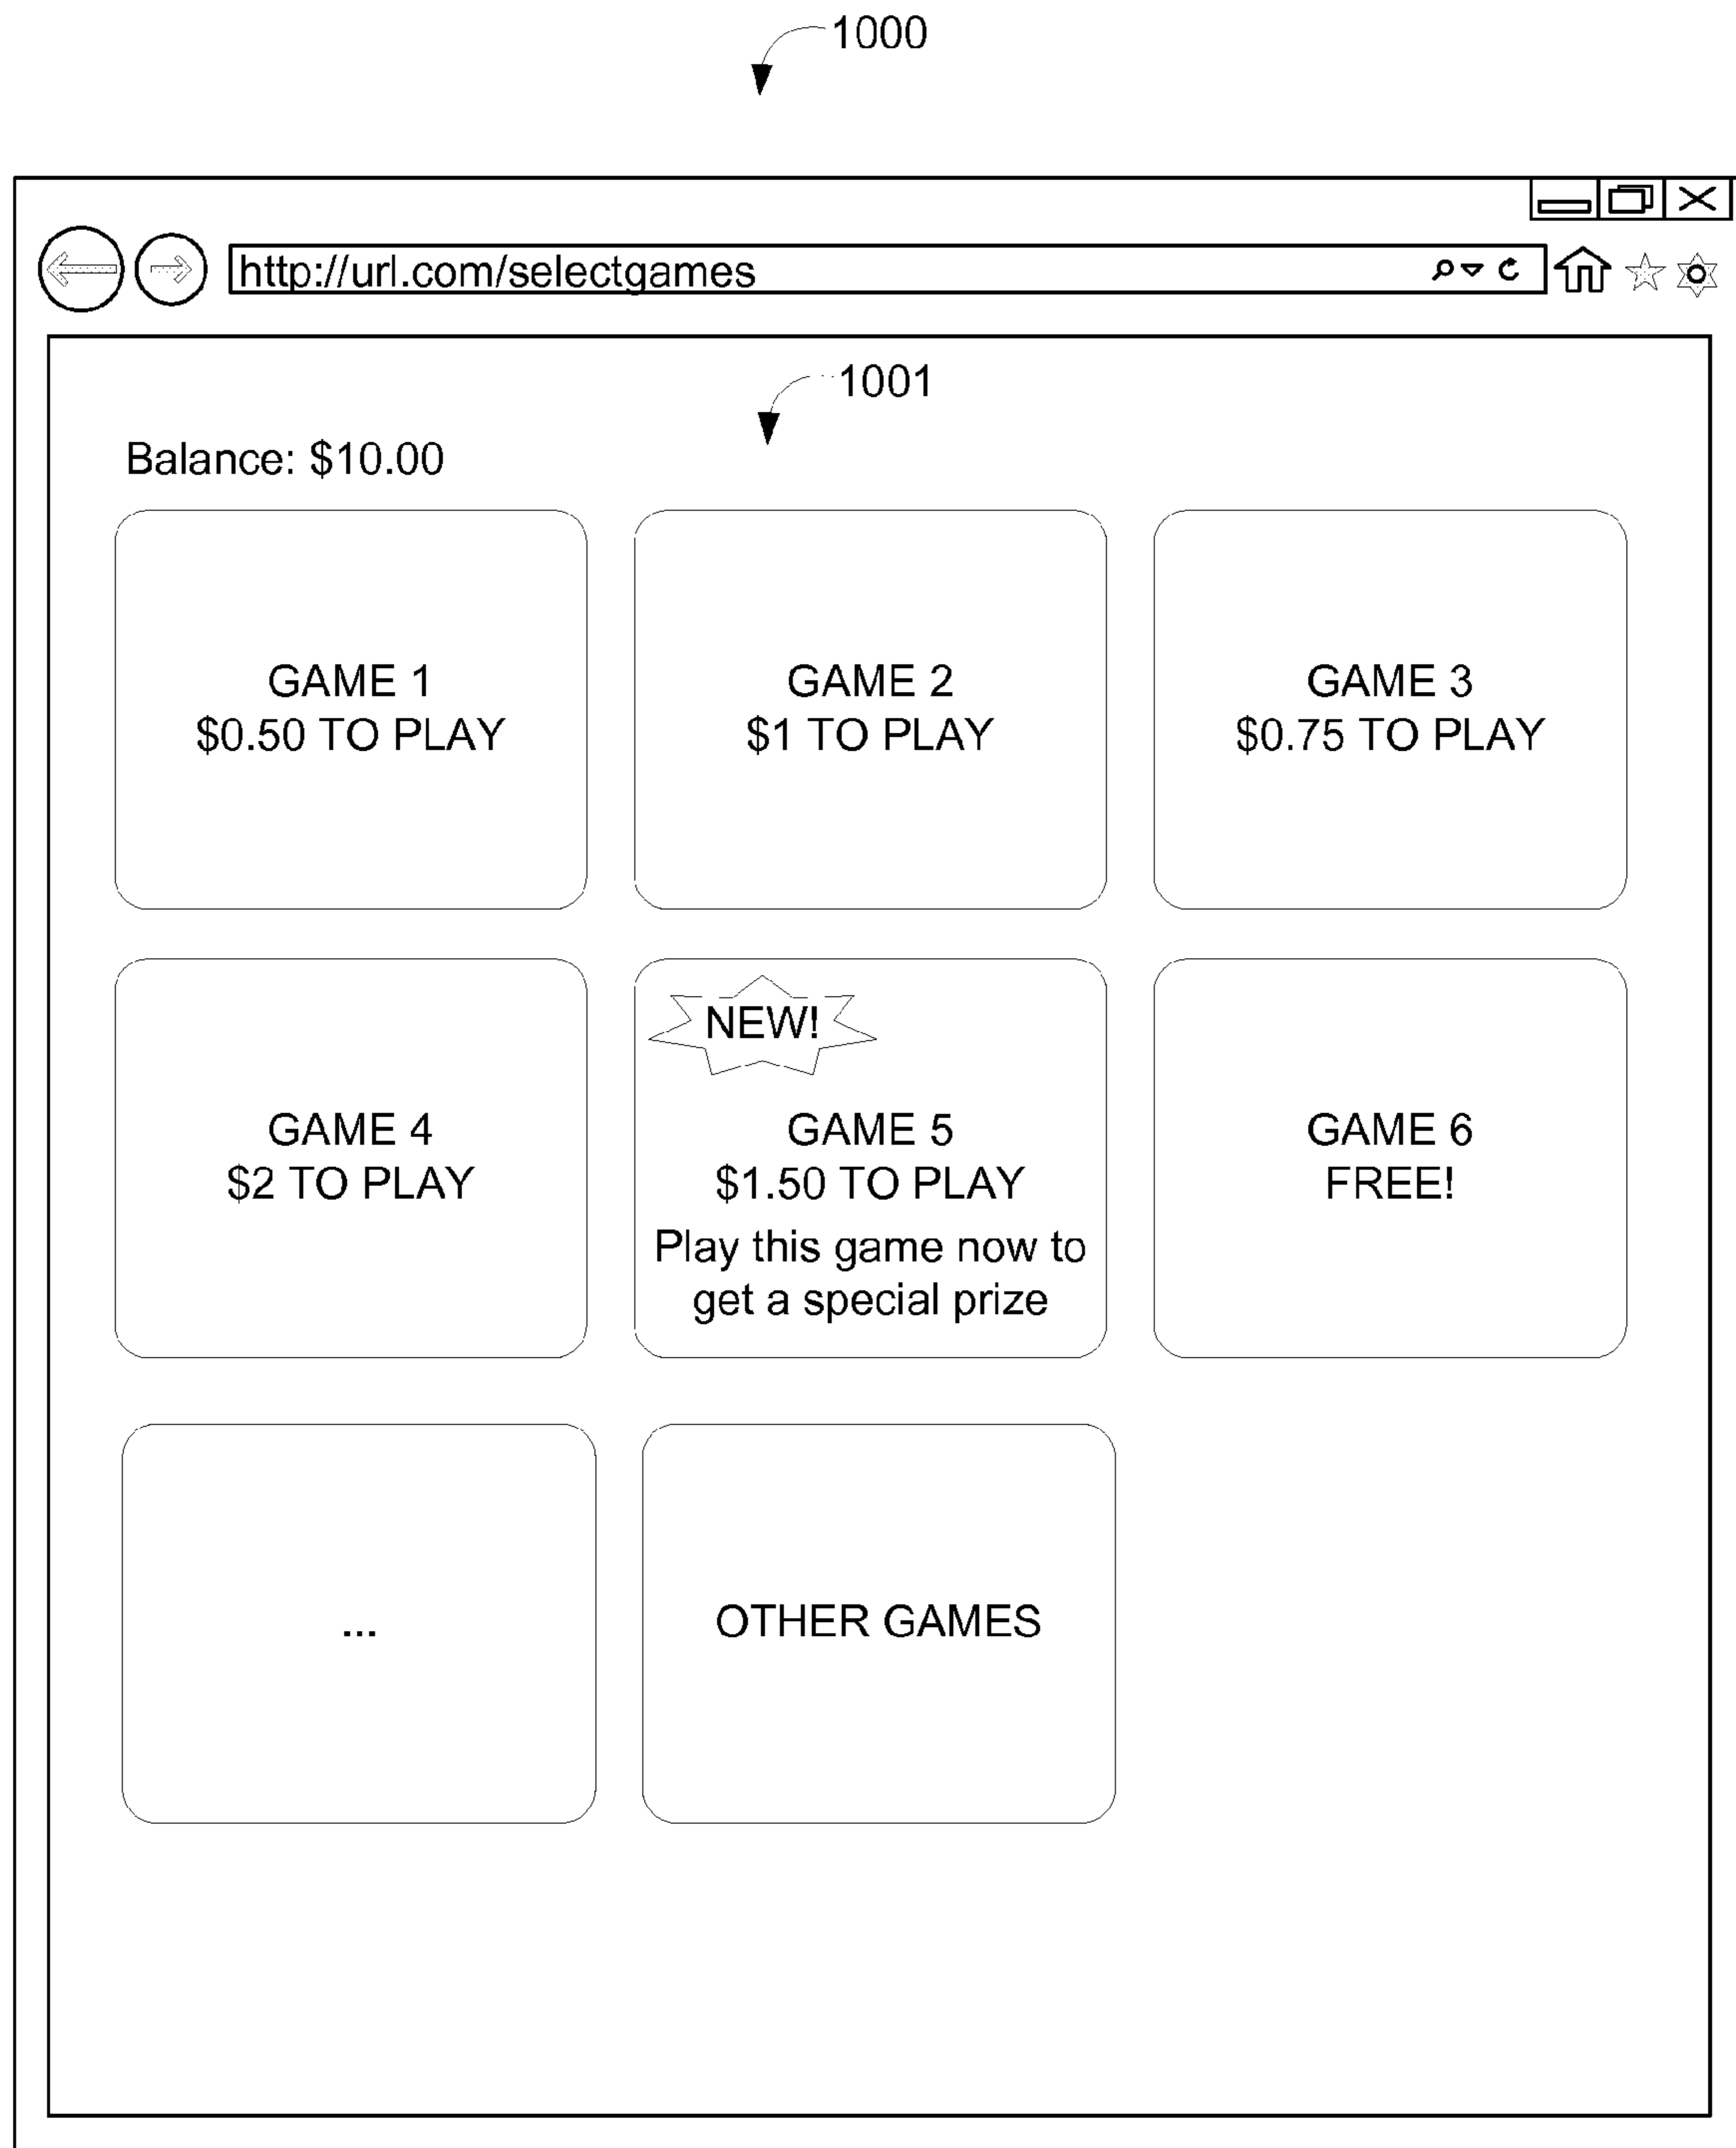 1000
http://url.com/selectgames
1001
Balance: $10.00
GAME 1
$0.50 TO PLAY
GAME 2
$1 TO PLAY
GAME 3
$0.75 TO PLAY
GAME 4
$2 TO PLAY
NEW!
GAME 5
$1.50 TO PLAY
Play this game now to
get a special prize
GAME 6
FREE!
...
OTHER GAMES